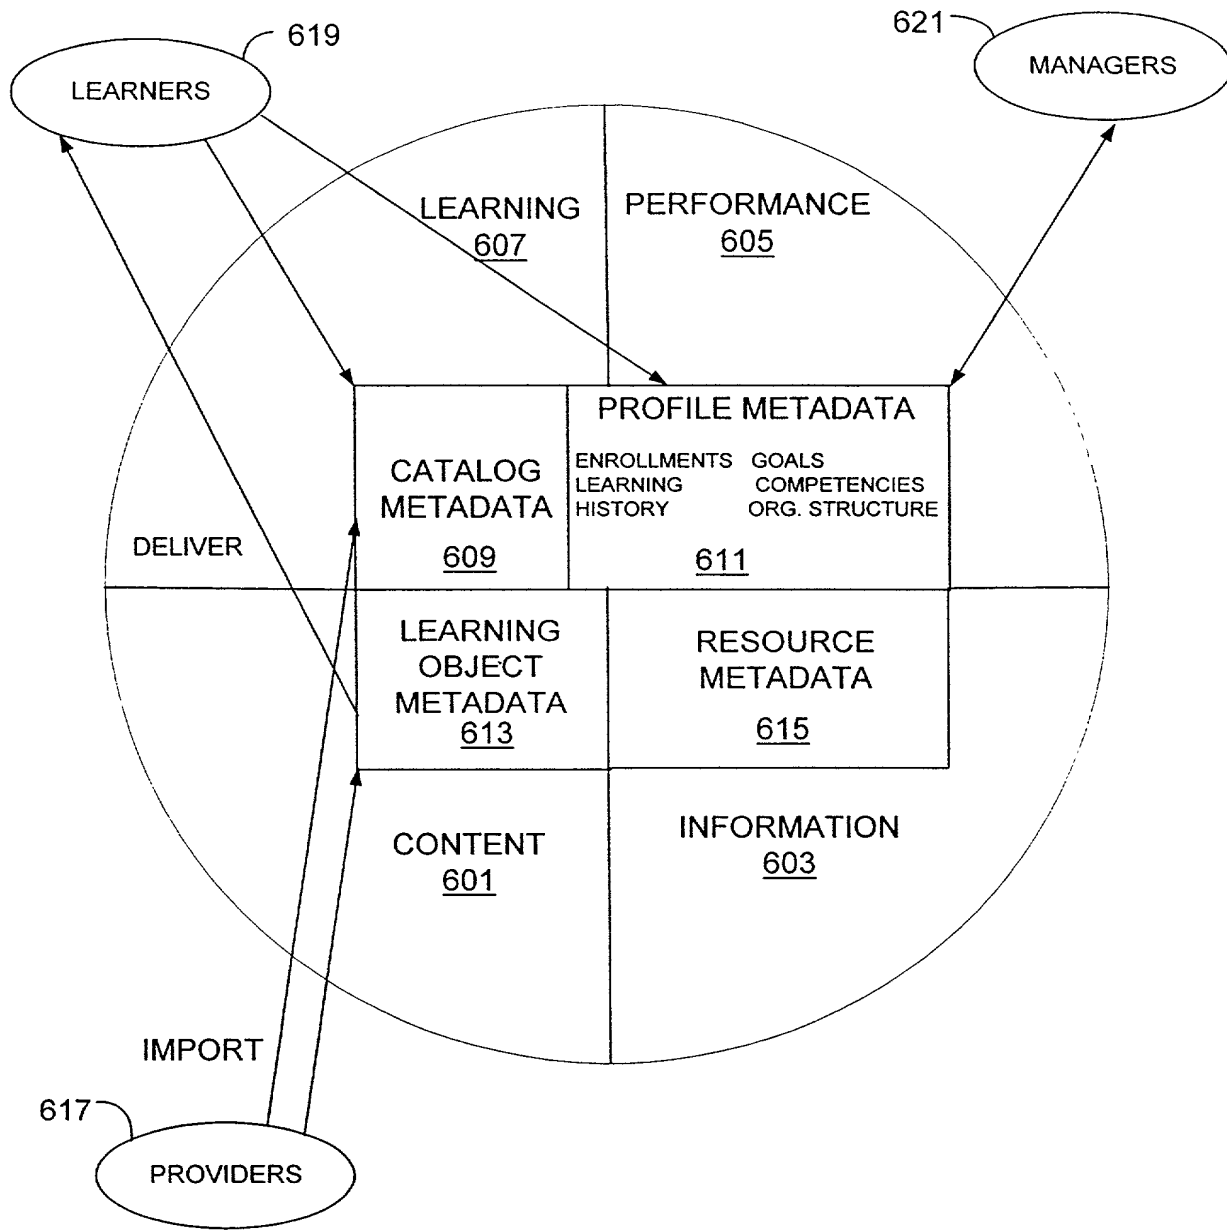 619
LEARNERS
621
MANAGERS
LEARNING
607
PERFORMANCE
605
CATALOG
METADATA
609
PROFILE METADATA
ENROLLMENTS GOALS
LEARNING COMPETENCIES
HISTORY ORG. STRUCTURE
611
DELIVER
LEARNING
OBJECT
METADATA
613
RESOURCE
METADATA
615
CONTENT
601
INFORMATION
603
IMPORT
617
PROVIDERS